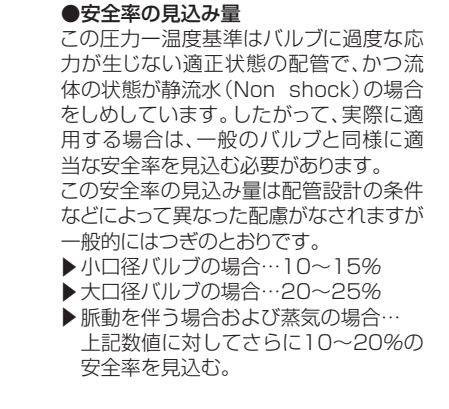 ●安全率の見込み量
この圧力ー温度基準はバルブに過度な応
力が生じない適正状態の配管で、かつ流
体の状態が静流水(Non shock)の場合
をしめしています。したがって、実際に適
用する場合は、一般のバルブと同様に適
当な安全率を見込む必要があります。
この安全率の見込み量は配管設計の条件
などによって異なった配慮がなされますが
一般的にはつぎのとおりです。
▶小口径バルブの場合…10〜15%
▶大口径バルブの場合…20〜25%
▶脈動を伴う場合および蒸気の場合…
上記数値に対してさらに10〜20%の
安全率を見込む。